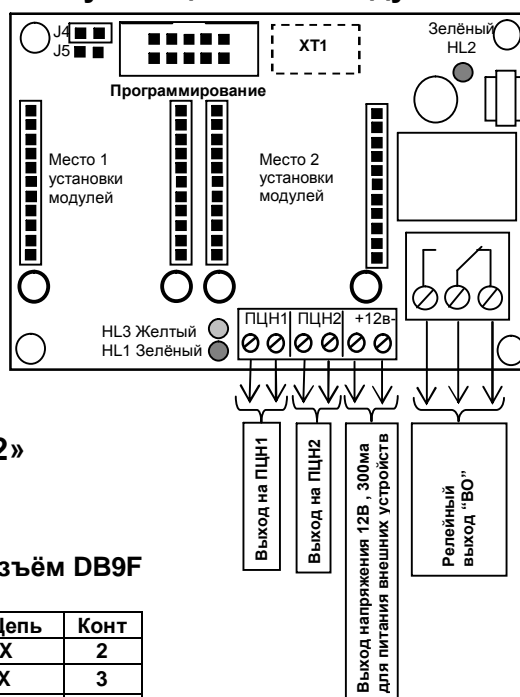 J4
J5
XT1
Зелёный
HL2
Программирование
Место 1
установки
модулей
Место 2
установки
модулей
HL3 Желтый
HL1 Зелёный
ПЦН1
ПЦН2
+12в-
Выход на ПЦН1
Выход на ПЦН2
Выход напряжения 12В , 300ма
для питания внешних устройств
Релейный
выход “ВО”
2»
зъём DB9F
Цепь
Конт
X
2
X
3